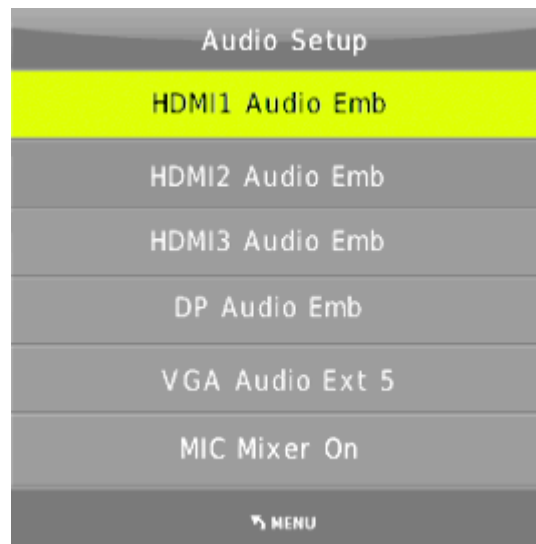 Audio Setup
HDMI1 Audio Emb
HDMI2 Audio Emb
HDMI3 Audio Emb
DP Audio Emb
VGA Audio Ext 5
MIC Mixer On
MENU